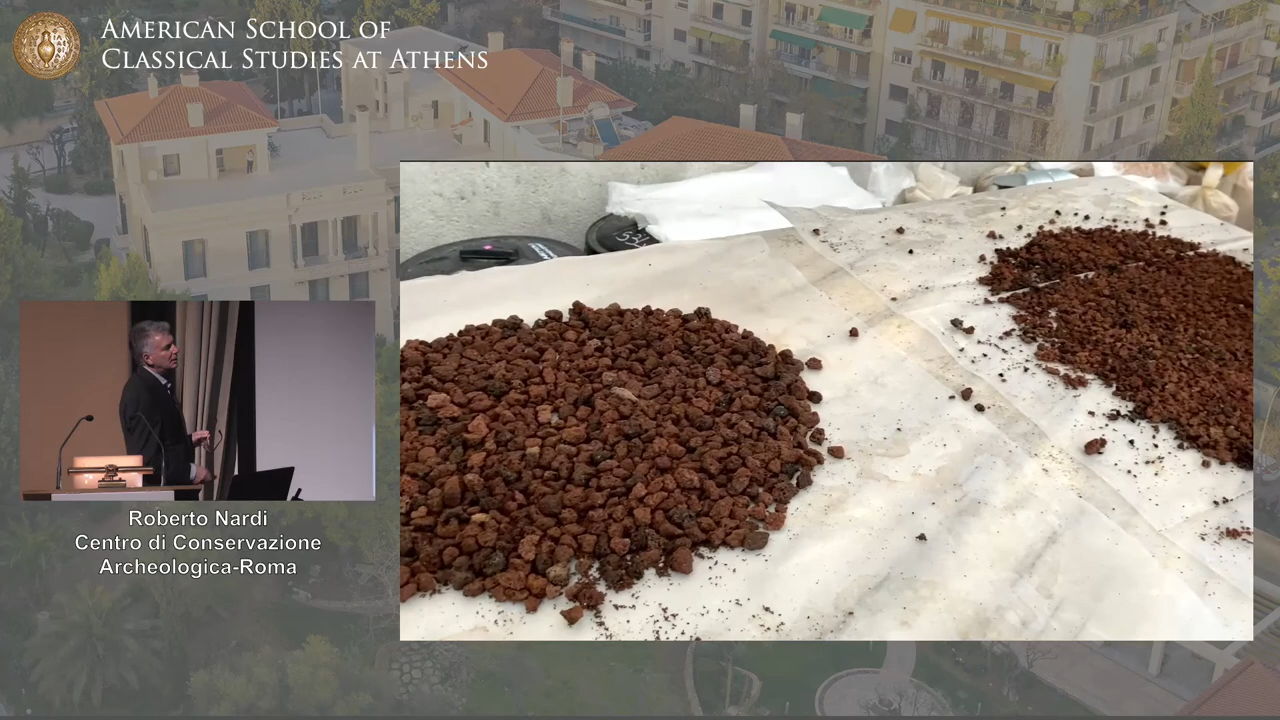 AMERICAN SCHOOL OF
CLASSICAL STUDIES AT ATHENS
Roberto Nardi
Centro di Conservazione
Archeologica-Roma